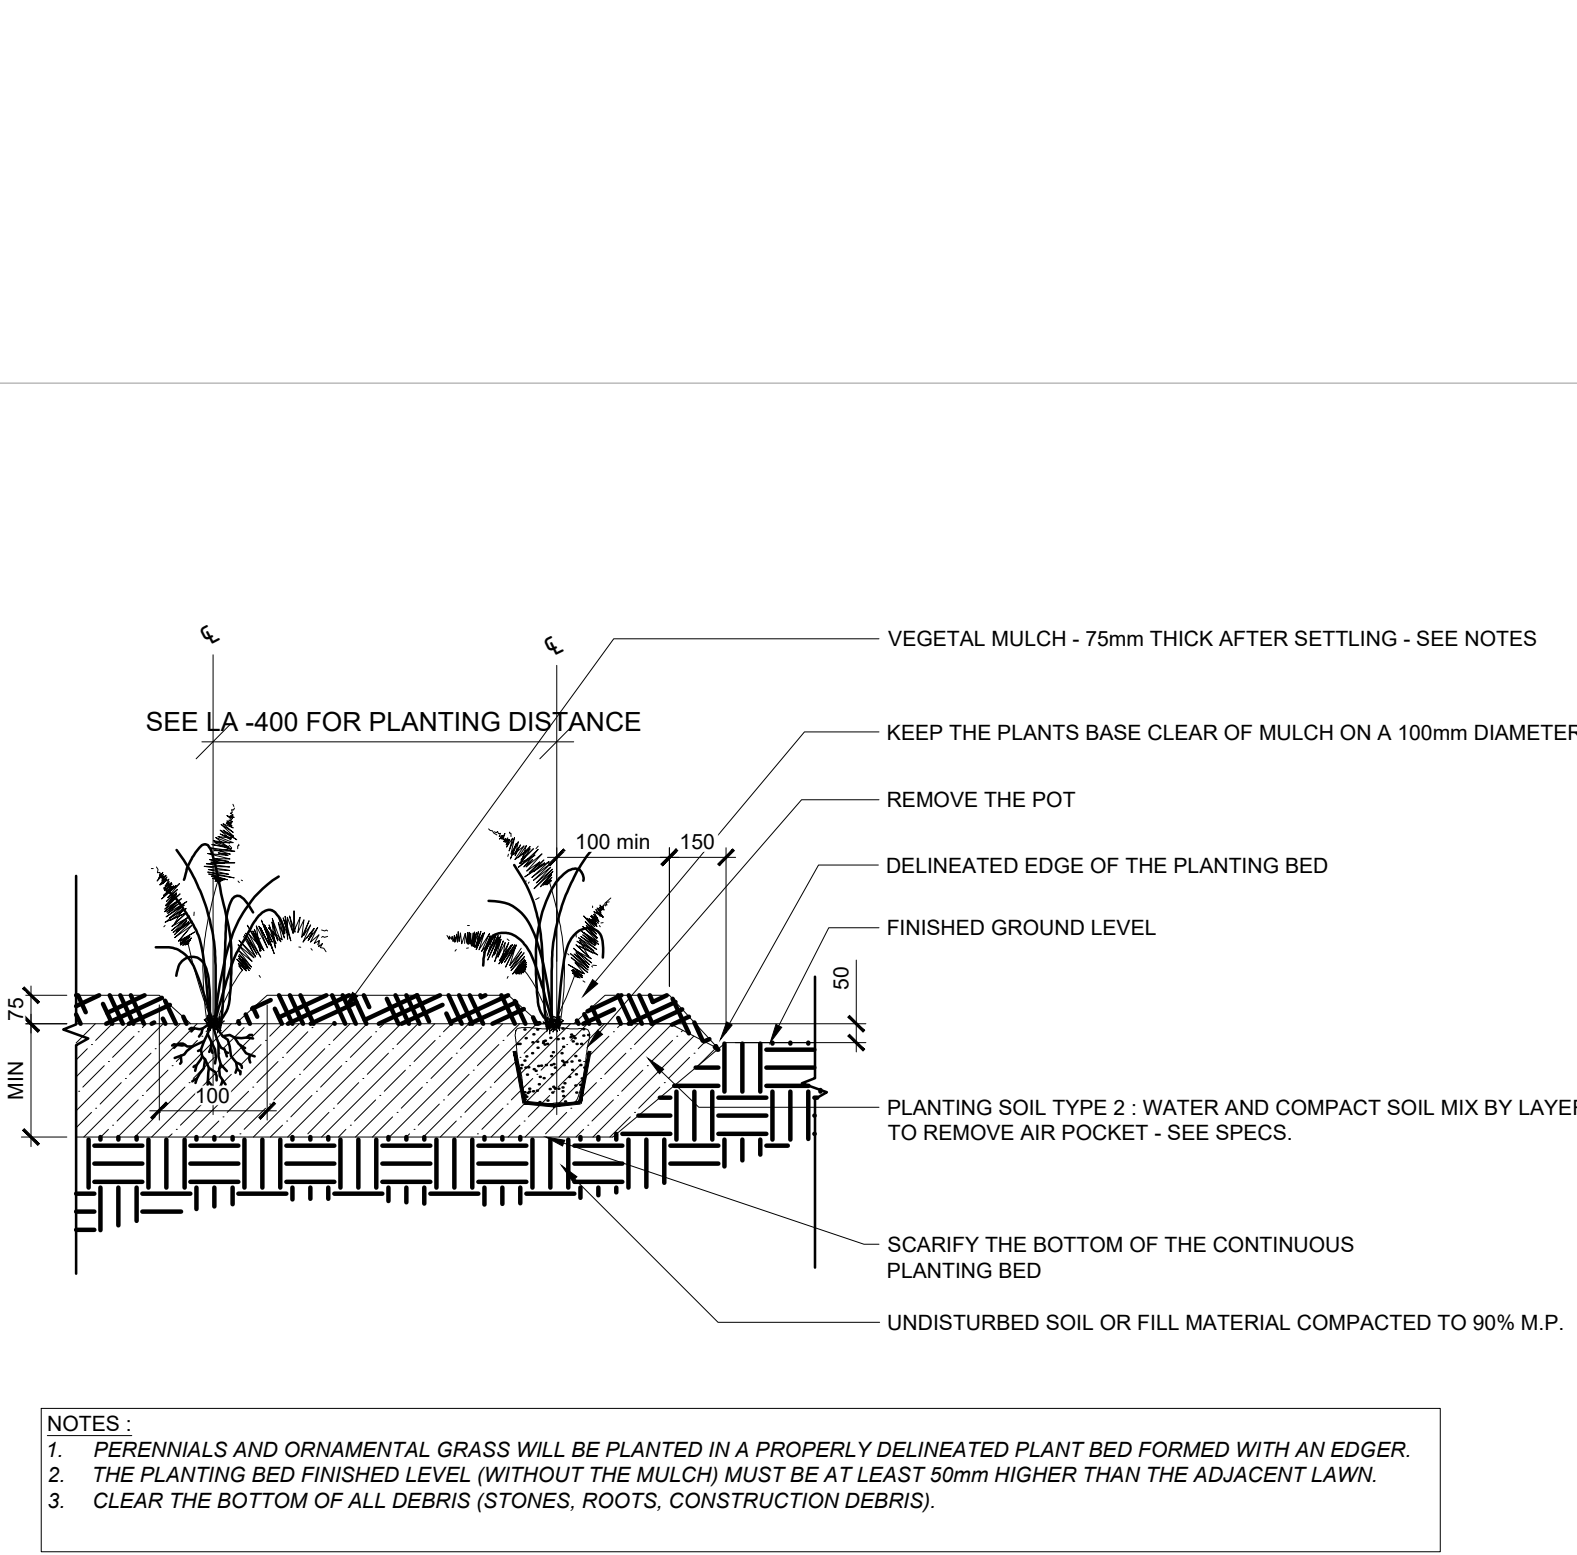 VEGETAL MULCH - 75mm THICK AFTER SETTLING - SEE NOTES
SEE LA -400 FOR PLANTING DISTANCE
KEEP THE PLANTS BASE CLEAR OF MULCH ON A 100mm DIAMETER
REMOVE THE POT
100 min
150
DELINEATED EDGE OF THE PLANTING BED
FINISHED GROUND LEVEL
50
75
MIN
100
PLANTING SOIL TYPE 2 : WATER AND COMPACT SOIL MIX BY LAYER
TO REMOVE AIR POCKET - SEE SPECS.
SCARIFY THE BOTTOM OF THE CONTINUOUS
PLANTING BED
UNDISTURBED SOIL OR FILL MATERIAL COMPACTED TO 90% M.P.
NOTES :
1. PERENNIALS AND ORNAMENTAL GRASS WILL BE PLANTED IN A PROPERLY DELINEATED PLANT BED FORMED WITH AN EDGER.
2. THE PLANTING BED FINISHED LEVEL (WITHOUT THE MULCH) MUST BE AT LEAST 50mm HIGHER THAN THE ADJACENT LAWN.
3. CLEAR THE BOTTOM OF ALL DEBRIS (STONES, ROOTS, CONSTRUCTION DEBRIS).